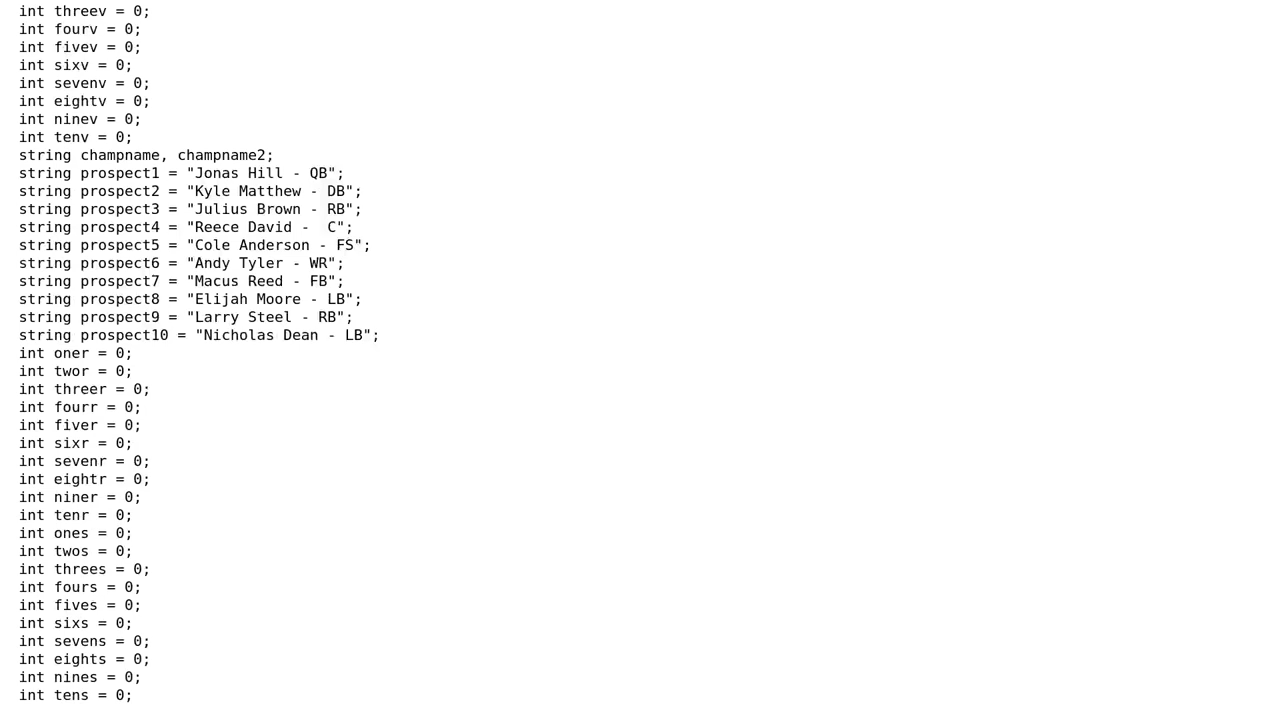 int threev = 0;
int fourv = 0;
int fivev = 0;
int sixv = 0;
int sevenv = 0;
int eightv = 0;
int ninev = 0;
int tenv = 0;
string champname, champname2;
string prospect1 = "Jonas Hill - QB";
string prospect2 = "Kyle Matthew - DB";
string prospect3 = "Julius Brown - RB";
string prospect4 = "Reece David -  C";
string prospect5 = "Cole Anderson - FS";
string prospect6 = "Andy Tyler - WR";
string prospect7 = "Macus Reed - FB";
string prospect8 = "Elijah Moore - LB";
string prospect9 = "Larry Steel - RB";
string prospect10 = "Nicholas Dean - LB";
int oner = 0;
int twor = 0;
int threer = 0;
int fourr = 0;
int fiver = 0;
int sixr = 0;
int sevenr = 0;
int eightr = 0;
int niner = 0;
int tenr = 0;
int ones = 0;
int twos = 0;
int threes = 0;
int fours = 0;
int fives = 0;
int sixs = 0;
int sevens = 0;
int eights = 0;
int nines = 0;
int tens = 0;